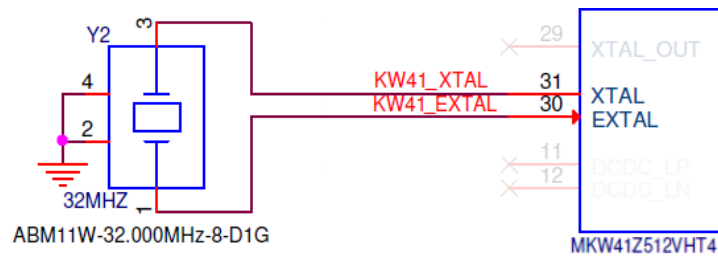 Y2
3
4
2
1
32MHZ
ABM11W-32.000MHz-8-D1G
KW41_XTAL
KW41_EXTAL
29
XTAL_OUT
31
XTAL
30
EXTAL
11
DCDC_LP
12
DCDC_LN
MKW41Z512VHT4